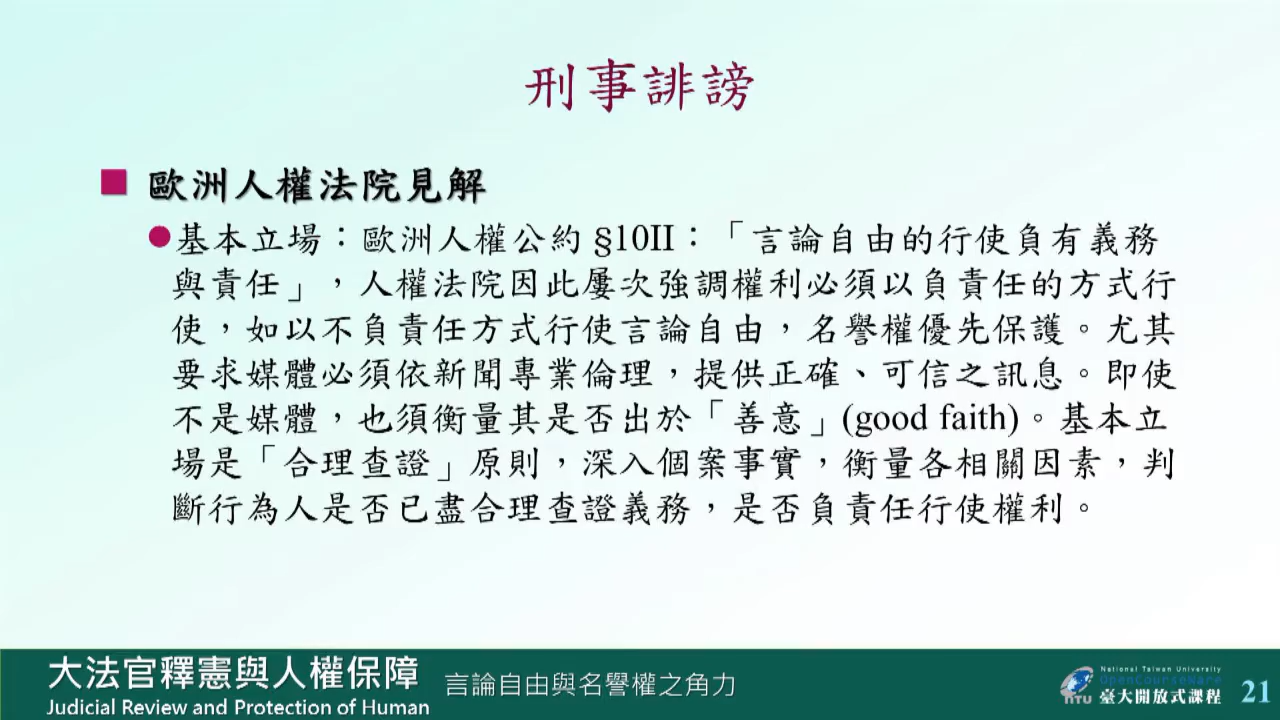 刑事誹謗
歐洲人權法院見解
基本立場：歐洲人權公約 §10II：「言論自由的行使負有義務
與責任」，人權法院因此屢次強調權利必須以負責任的方式行
使，如以不負責任方式行使言論自由，名譽權優先保護。尤其
要求媒體必須依新聞專業倫理，提供正確、可信之訊息。即使
不是媒體，也須衡量其是否出於「善意」(good faith)。基本立
場是「合理查證」原則，深入個案事實，衡量各相關因素，判
斷行為人是否已盡合理查證義務，是否負責任行使權利。
大法官釋憲與人權保障
Judicial Review and Protection of Human
言論自由與名譽權之角力
National Taiwan University
OpenCourseWare
NTU 臺大開放式課程
21